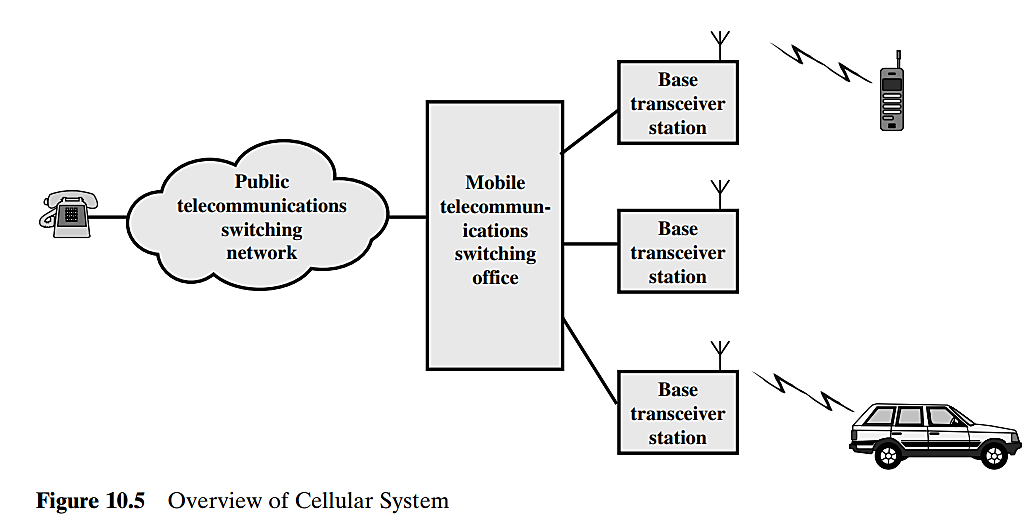 Public
telecommunications
switching
network
Mobile
telecommun-
ications
switching
office
Base
transceiver
station
Base
transceiver
station
Base
transceiver
station
Figure 10.5 Overview of Cellular System